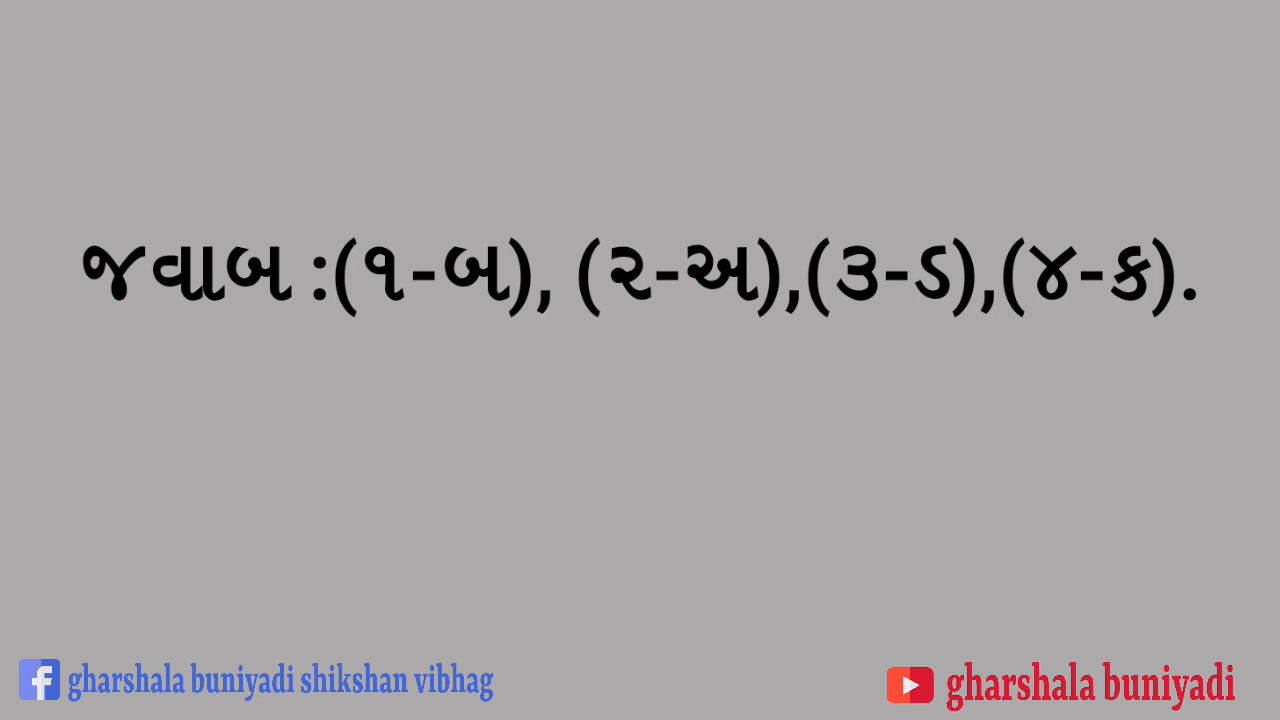 જવાબ :(૧-બ), (૨-અ),(૩-ડ),(૪-ક).
gharshala buniyadi shikshan vibhag
gharshala buniyadi